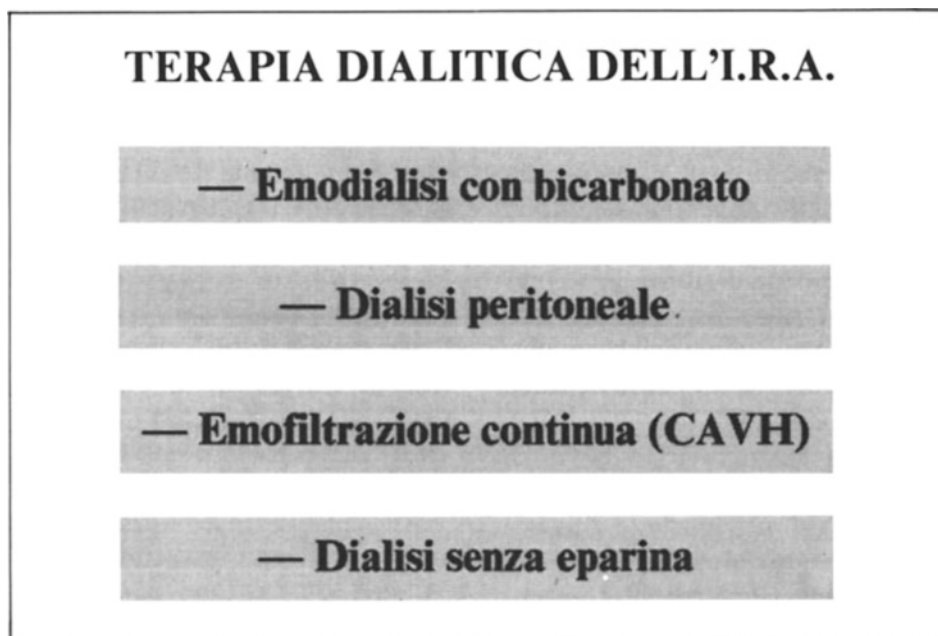 TERAPIA DIALITICA DELL'I.R.A.
— Emodialisi con bicarbonato
— Dialisi peritoneale
— Emofiltrazione continua (CAVH)
— Dialisi senza eparina